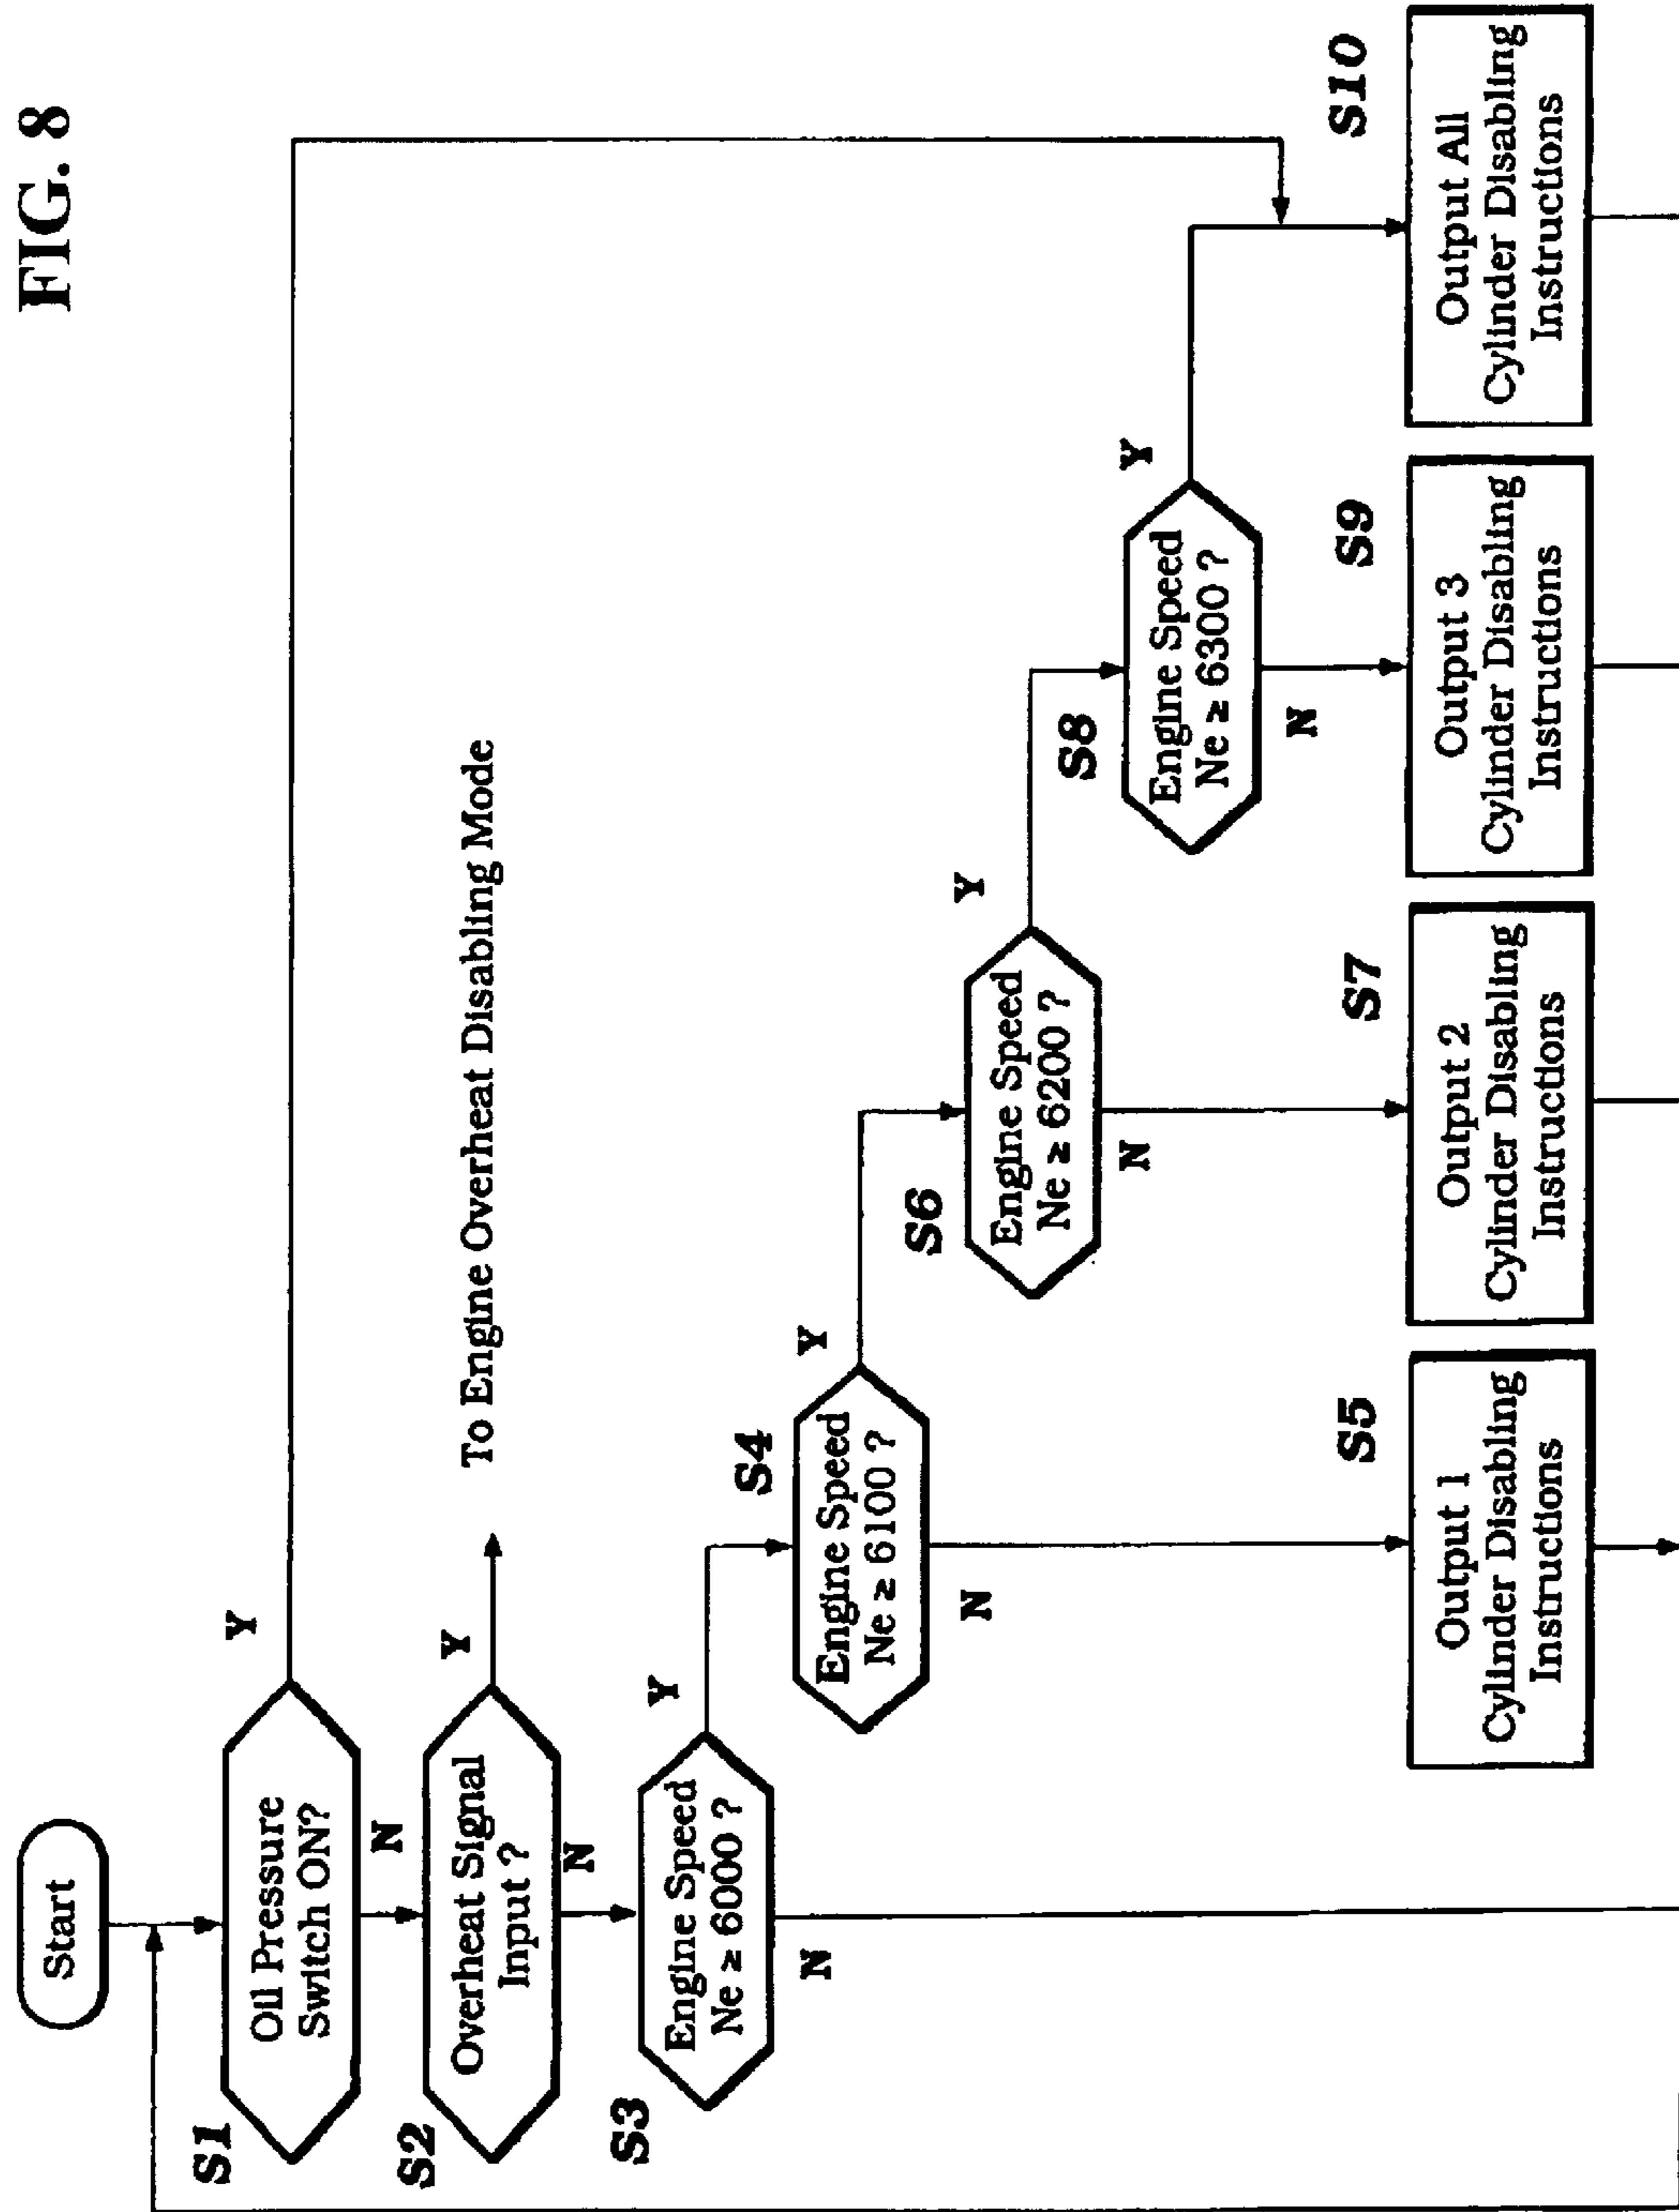 FIG. 8
Start
S1
Oil Pressure
Switch ON?
Y
N
S2
Overheat Signal
Input ?
Y
To Engine Overheat Disabling Mode
N
S3
Engine Speed
Ne ≥ 6000 ?
Y
N
S4
Engine Speed
Ne ≥ 6100 ?
Y
N
S6
Engine Speed
Ne ≥ 6200 ?
Y
N
S8
Engine Speed
Ne ≥ 6300 ?
Y
N
S5
Output 1
Cylinder Disabling
Instructions
S7
Output 2
Cylinder Disabling
Instructions
S9
Output 3
Cylinder Disabling
Instructions
S10
Output All
Cylinder Disabling
Instructions